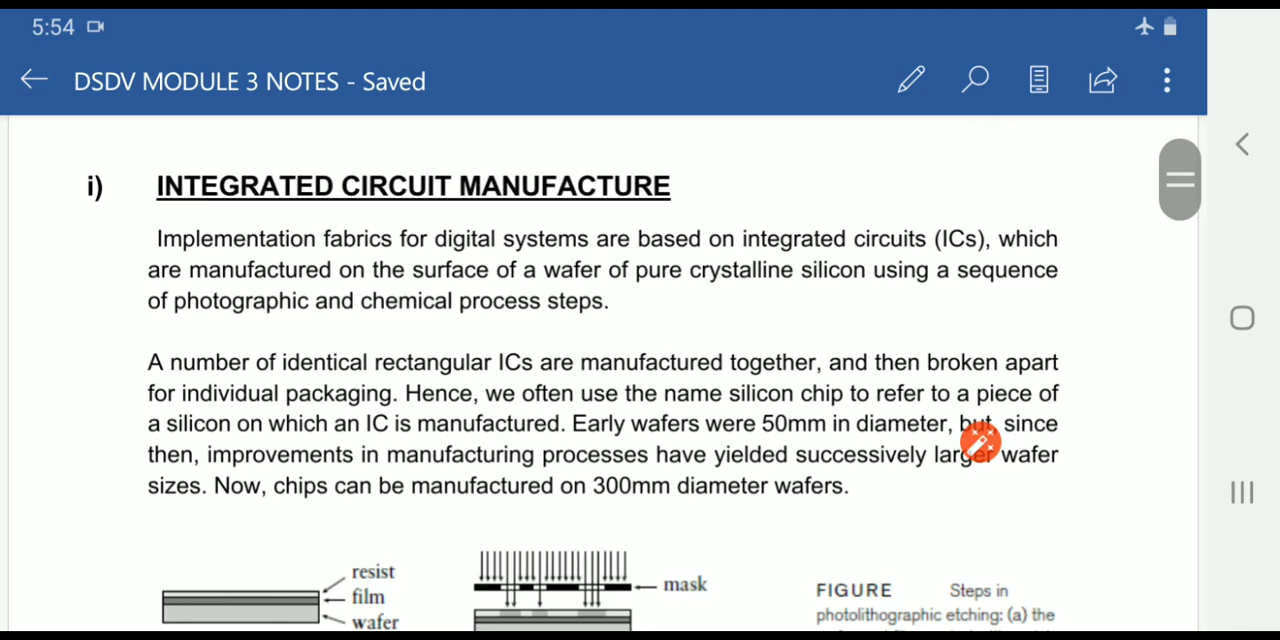 5:54
DSDV MODULE 3 NOTES - Saved
i) INTEGRATED CIRCUIT MANUFACTURE
Implementation fabrics for digital systems are based on integrated circuits (ICs), which
are manufactured on the surface of a wafer of pure crystalline silicon using a sequence
of photographic and chemical process steps.
A number of identical rectangular ICs are manufactured together, and then broken apart
for individual packaging. Hence, we often use the name silicon chip to refer to a piece of
a silicon on which an IC is manufactured. Early wafers were 50mm in diameter, but, since
then, improvements in manufacturing processes have yielded successively larger wafer
sizes. Now, chips can be manufactured on 300mm diameter wafers.
resist
film
wafer
mask
FIGURE Steps in
photolithographic etching: (a) the